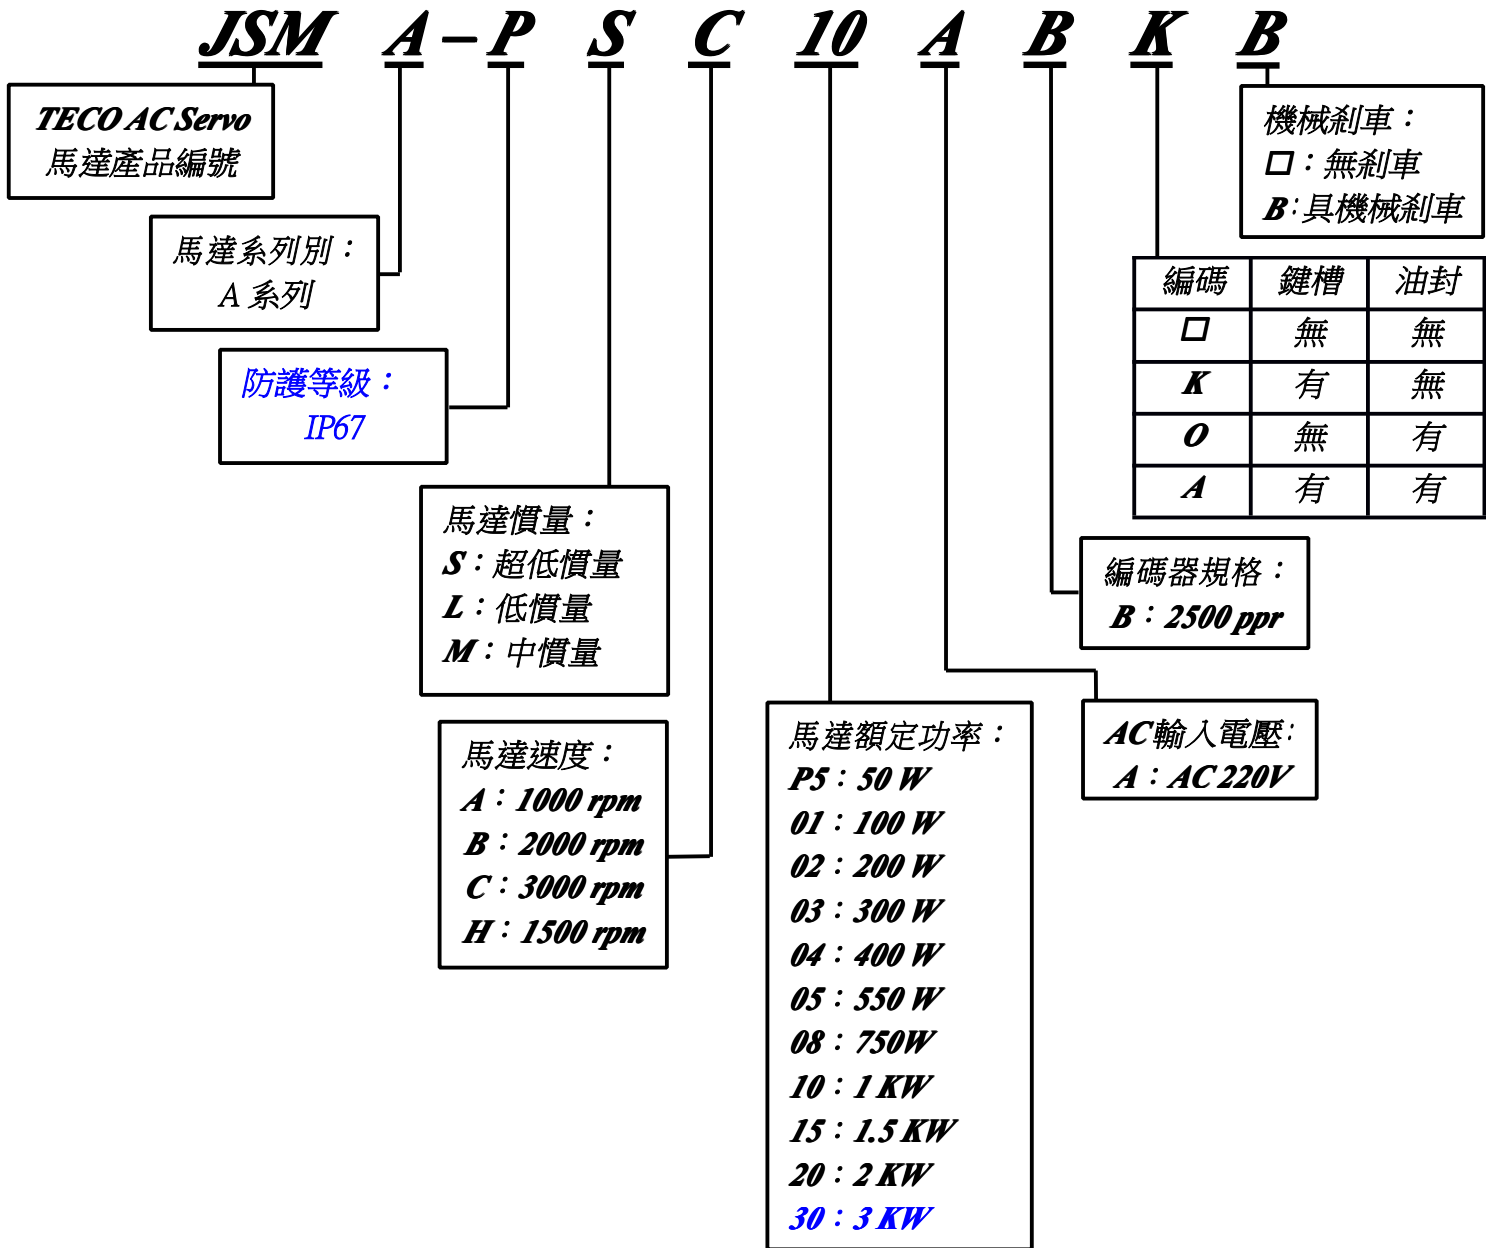 JSM A – P S C 10 A B K B
TECO AC Servo
馬達產品編號
馬達系列別：
A 系列
防護等級：
IP67
馬達慣量：
S：超低慣量
L：低慣量
M：中慣量
馬達速度：
A：1000 rpm
B：2000 rpm
C：3000 rpm
H：1500 rpm
馬達額定功率：
P5：50 W
01：100 W
02：200 W
03：300 W
04：400 W
05：550 W
08：750W
10：1 KW
15：1.5 KW
20：2 KW
30：3 KW
AC輸入電壓:
A：AC 220V
編碼器規格：
B：2500 ppr
編碼 鍵槽 油封
□ 無 無
K 有 無
O 無 有
A 有 有
機械剎車：
□：無剎車
B:具機械剎車